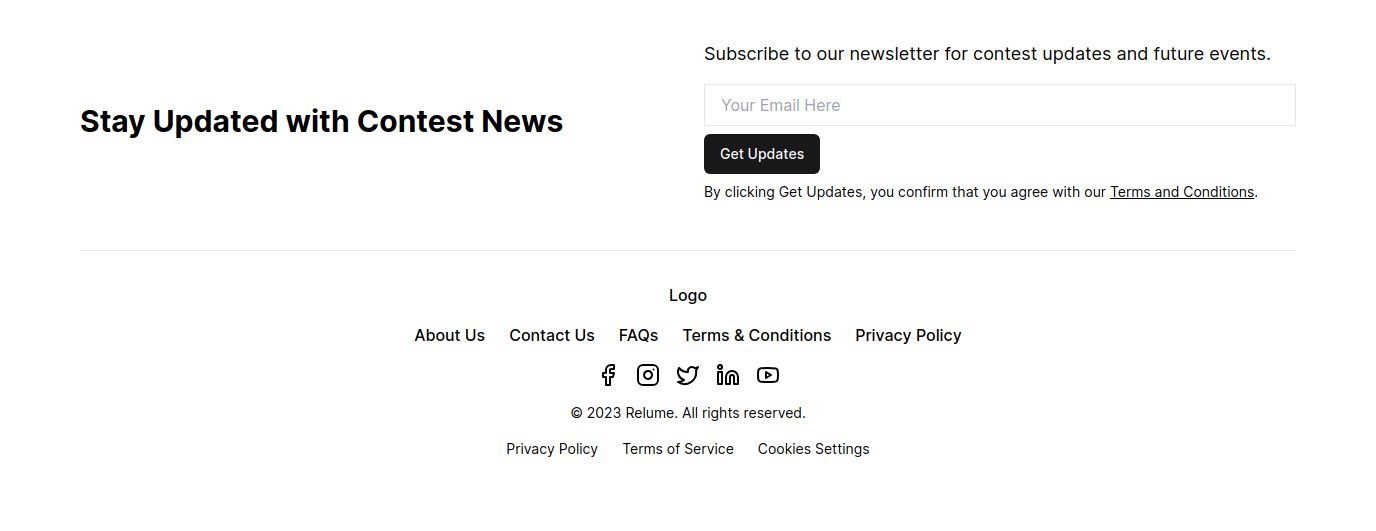 Stay Updated with Contest News
Subscribe to our newsletter for contest updates and future events.
Your Email Here
Get Updates
By clicking Get Updates, you confirm that you agree with our Terms and Conditions.
Logo
About Us Contact Us FAQs Terms & Conditions Privacy Policy
© 2023 Relume. All rights reserved.
Privacy Policy Terms of Service Cookies Settings